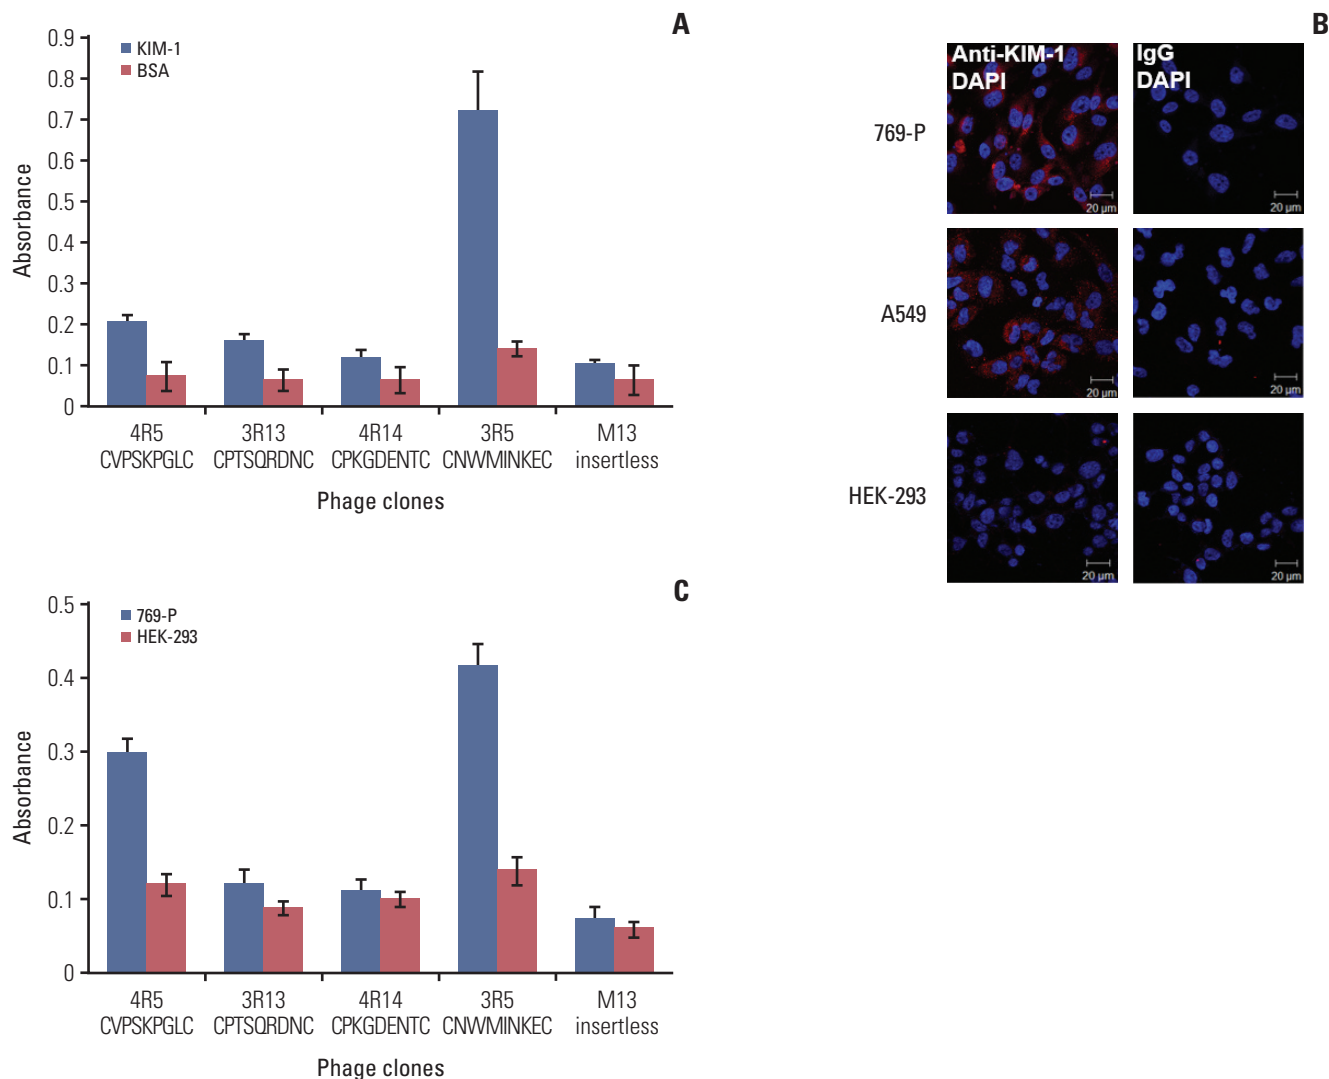 A
KIM-1
BSA
0.9
0.8
0.7
0.6
0.5
0.4
0.3
0.2
0.1
0
Absorbance
4R5 3R13 4R14 3R5 M13
CVPSKPGLC CPTSQRDNC CPKGDENTC CNWMINKEC insertless
Phage clones
B
Anti-KIM-1 IgG
DAPI DAPI
769-P
20 µm 20 µm
A549
20 µm 20 µm
HEK-293
20 µm 20 µm
C
769-P
HEK-293
0.5
0.4
0.3
0.2
0.1
0
Absorbance
4R5 3R13 4R14 3R5 M13
CVPSKPGLC CPTSQRDNC CPKGDENTC CNWMINKEC insertless
Phage clones